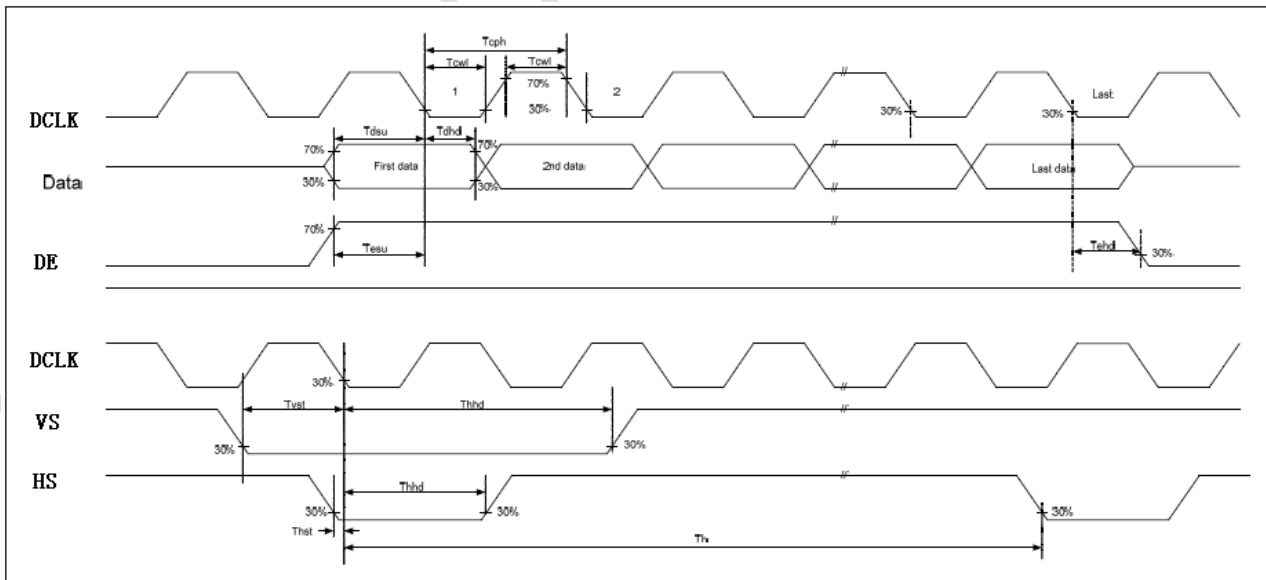 Tcph
Tcwl Tcwl
1 70% 2 Last
30% 30% 30%
DCLK
Tdsu Tdhd
70% 70%
First data 2nd data Last data
30% 30%
Data
70%
Tesu Tehd
30%
DE
DCLK
30%
Tvst Thhd
VS
30% 30%
HS
Thhd
30% 30% 30%
Thst
Th